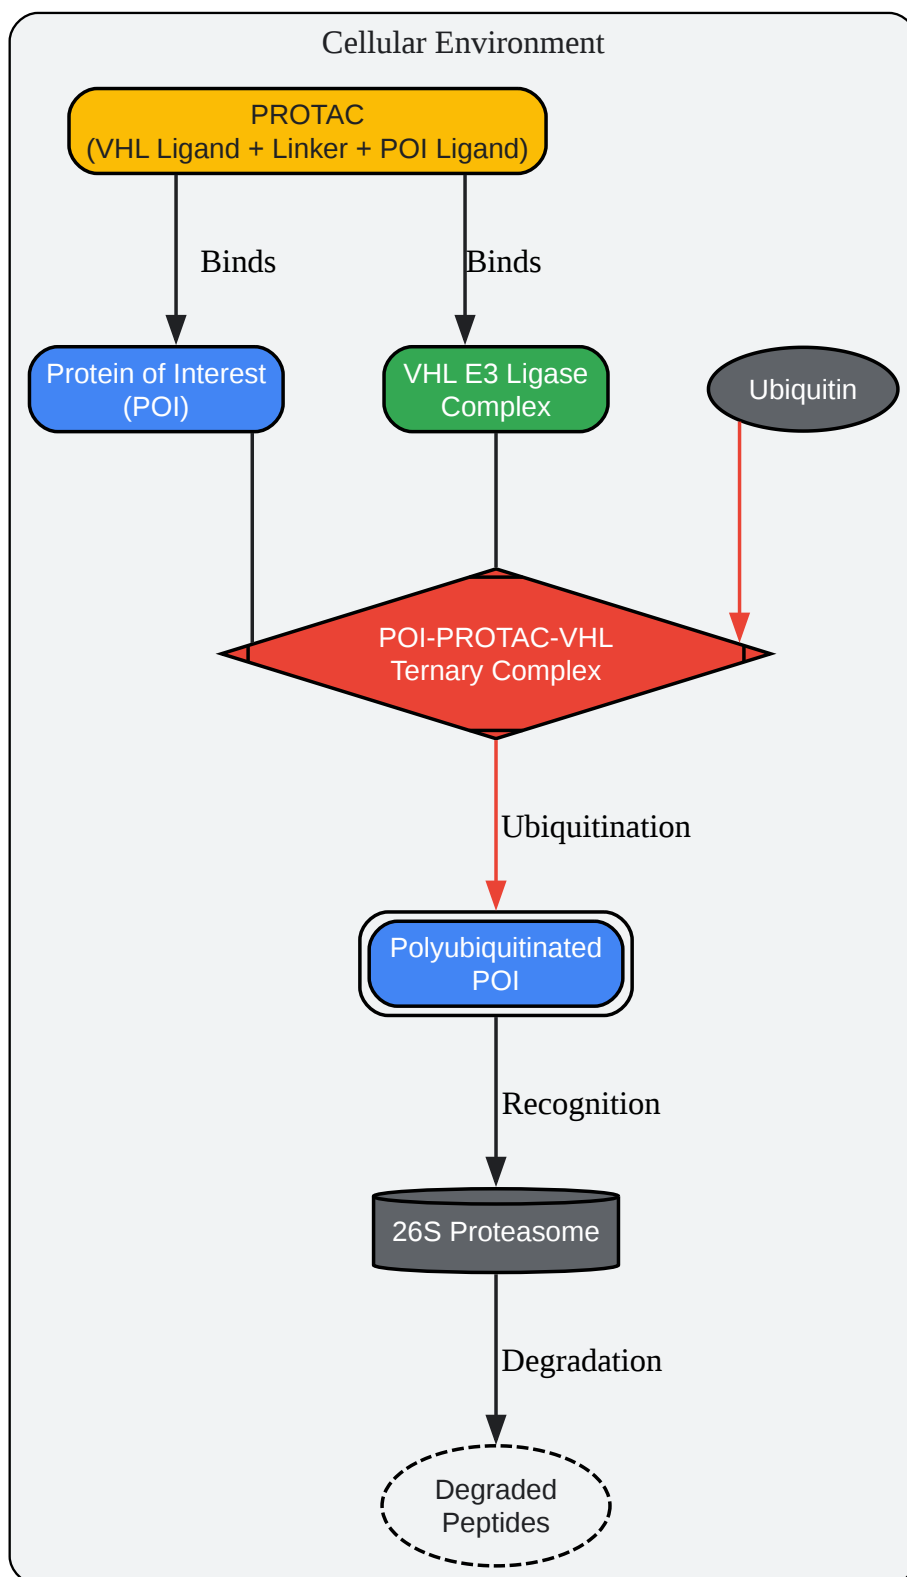 Cellular Environment
PROTAC
(VHL Ligand + Linker + POI Ligand)
Binds
Binds
Protein of Interest
(POI)
VHL E3 Ligase
Complex
Ubiquitin
POI-PROTAC-VHL
Ternary Complex
Ubiquitination
Polyubiquitinated
POI
Recognition
26S Proteasome
Degradation
Degraded
Peptides